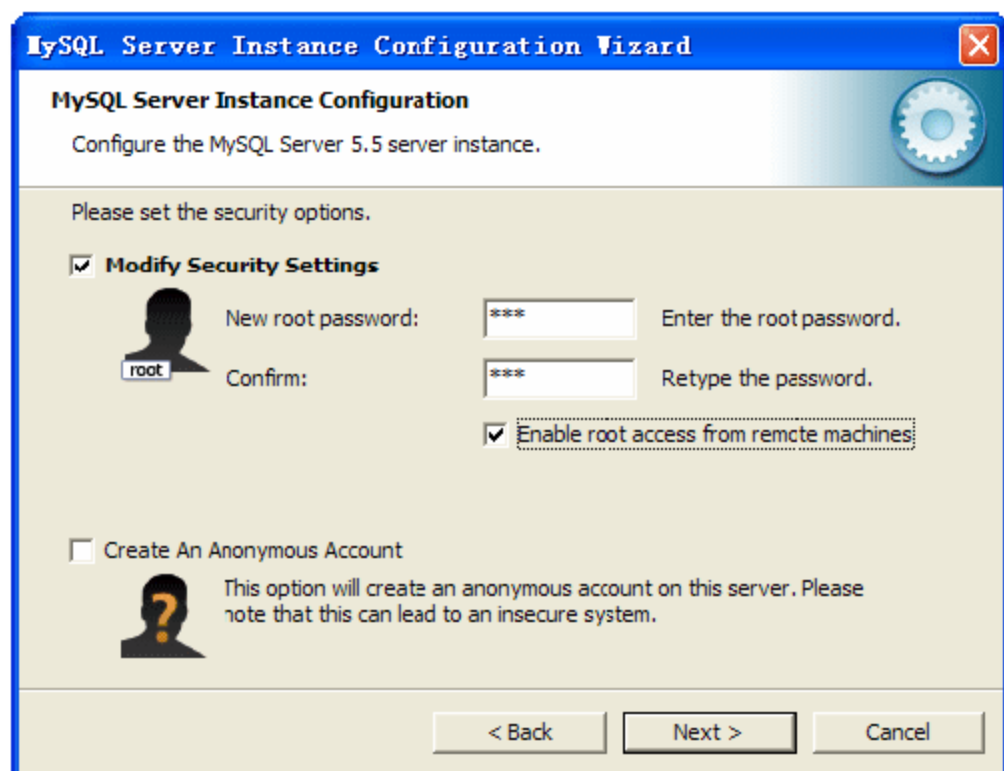 MySQL Server Instance Configuration Wizard
MySQL Server Instance Configuration
Configure the MySQL Server 5.5 server instance.
Please set the security options.
Modify Security Settings
New root password: *** Enter the root password.
root
Confirm: *** Retype the password.
Enable root access from remote machines
Create An Anonymous Account
This option will create an anonymous account on this server. Please
note that this can lead to an insecure system.
< Back Next > Cancel